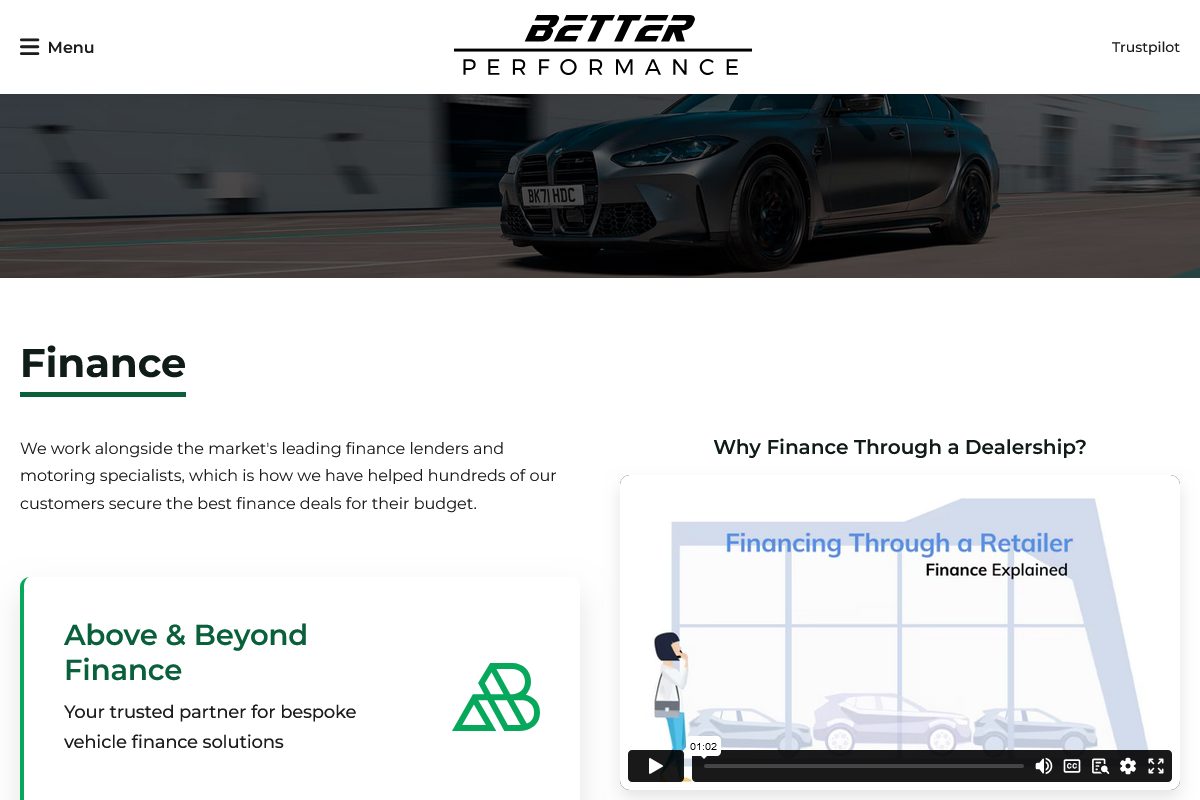 Menu
BETTER
PERFORMANCE
Trustpilot
BK71 HDC
Finance
We work alongside the market's leading finance lenders and
motoring specialists, which is how we have helped hundreds of our
customers secure the best finance deals for their budget.
Above & Beyond
Finance
Your trusted partner for bespoke
vehicle finance solutions
Why Finance Through a Dealership?
Financing Through a Retailer
Finance Explained
01:02
CC